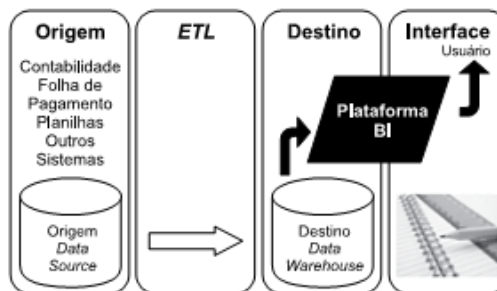 Origem
Contabilidade
Folha de
Pagamento
Planilhas
Outros
Sistemas
Origem
Data
Source
ETL
Destino
Plataforma
BI
Destino
Data
Warehouse
Interface
Usuário